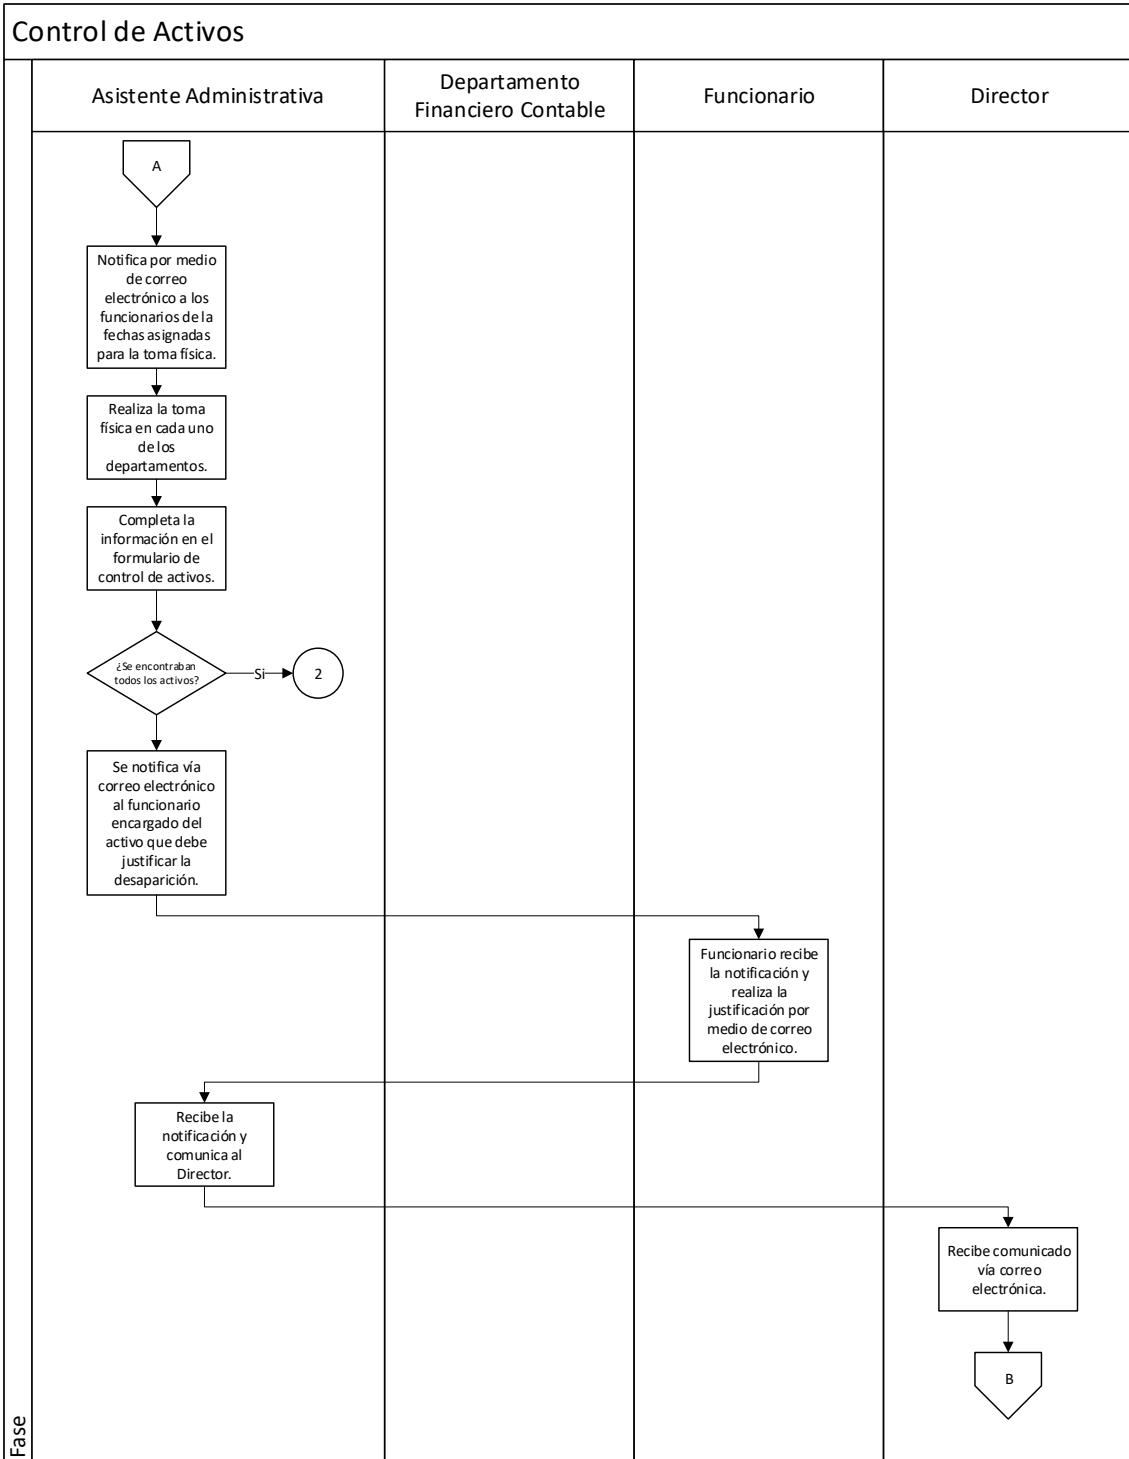 Control de Activos
Asistente Administrativa
Departamento
Financiero Contable
Funcionario
Director
A
Notifica por medio
de correo
electrónico a los
funcionarios de la
fechas asignadas
para la toma física.
Realiza la toma
física en cada uno
de los
departamentos.
Completa la
información en el
formulario de
control de activos.
¿Se encontraban
todos los activos?
Si
2
Se notifica vía
correo electrónico
al funcionario
encargado del
activo que debe
justificar la
desaparición.
Funcionario recibe
la notificación y
realiza la
justificación por
medio de correo
electrónico.
Recibe la
notificación y
comunica al
Director.
Recibe comunicado
vía correo
electrónica.
B
Fase